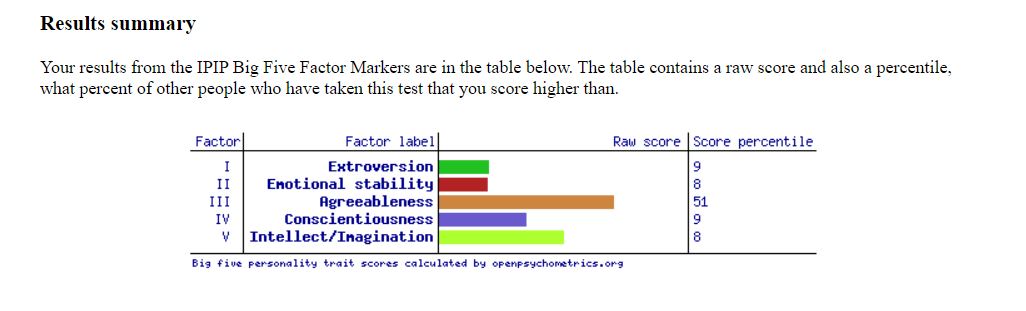 Results summary
Your results from the IPIP Big Five Factor Markers are in the table below. The table contains a raw score and also a percentile,
what percent of other people who have taken this test that you score higher than.
Factor Factor label Raw score Score percentile
I Extroversion 9
II Emotional stability 8
III Agreeableness 51
IV Conscientiousness 9
V Intellect/Imagination 8
Big five personality trait scores calculated by openpsychometrics.org